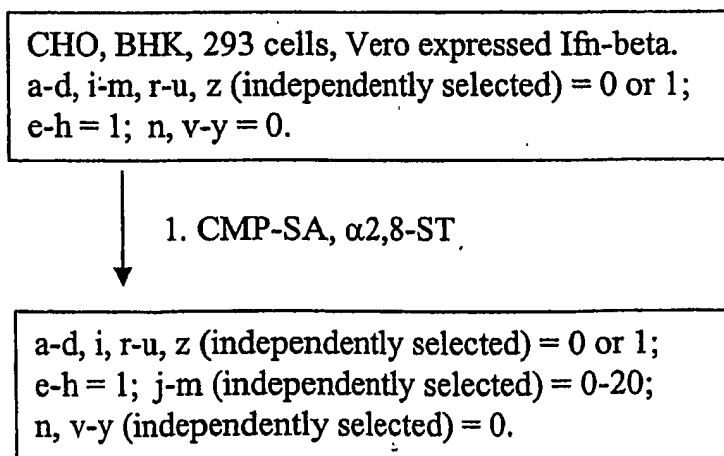 CHO, BHK, 293 cells, Vero expressed Ifn-beta.
a-d, i-m, r-u, z (independently selected) = 0 or 1;
e-h = 1; n, v-y = 0.
1. CMP-SA, α2,8-ST
a-d, i, r-u, z (independently selected) = 0 or 1;
e-h = 1; j-m (independently selected) = 0-20;
n, v-y (independently selected) = 0.